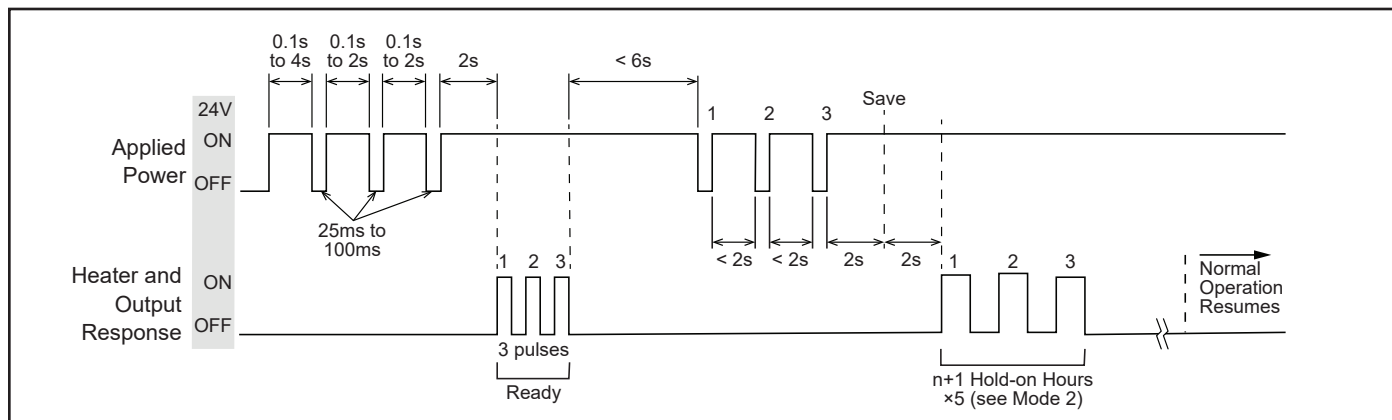 0.1s
to 4s
0.1s
to 2s
0.1s
to 2s
2s
< 6s
Save
24V
ON
OFF
Applied
Power
1 2 3
25ms to
100ms
< 2s
< 2s
2s
2s
Heater and
Output
Response
ON
OFF
1 2 3
3 pulses
Ready
1 2 3
n+1 Hold-on Hours
×5 (see Mode 2)
Normal
Operation
Resumes